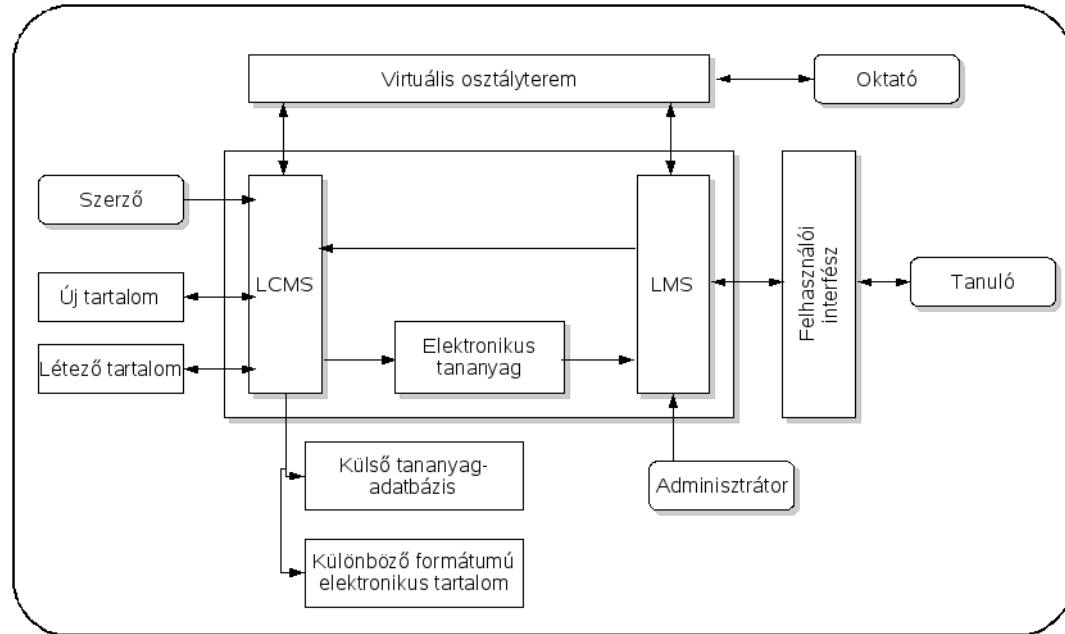 Virtuális osztályterem
Oktató
Szerző
Új tartalom
Létező tartalom
LCMS
Elektronikus
tananyag
LMS
Felhasználói
interfész
Tanuló
Külső tananyag-
adatbázis
Adminisztrátor
Különböző formátumú
elektronikus tartalom